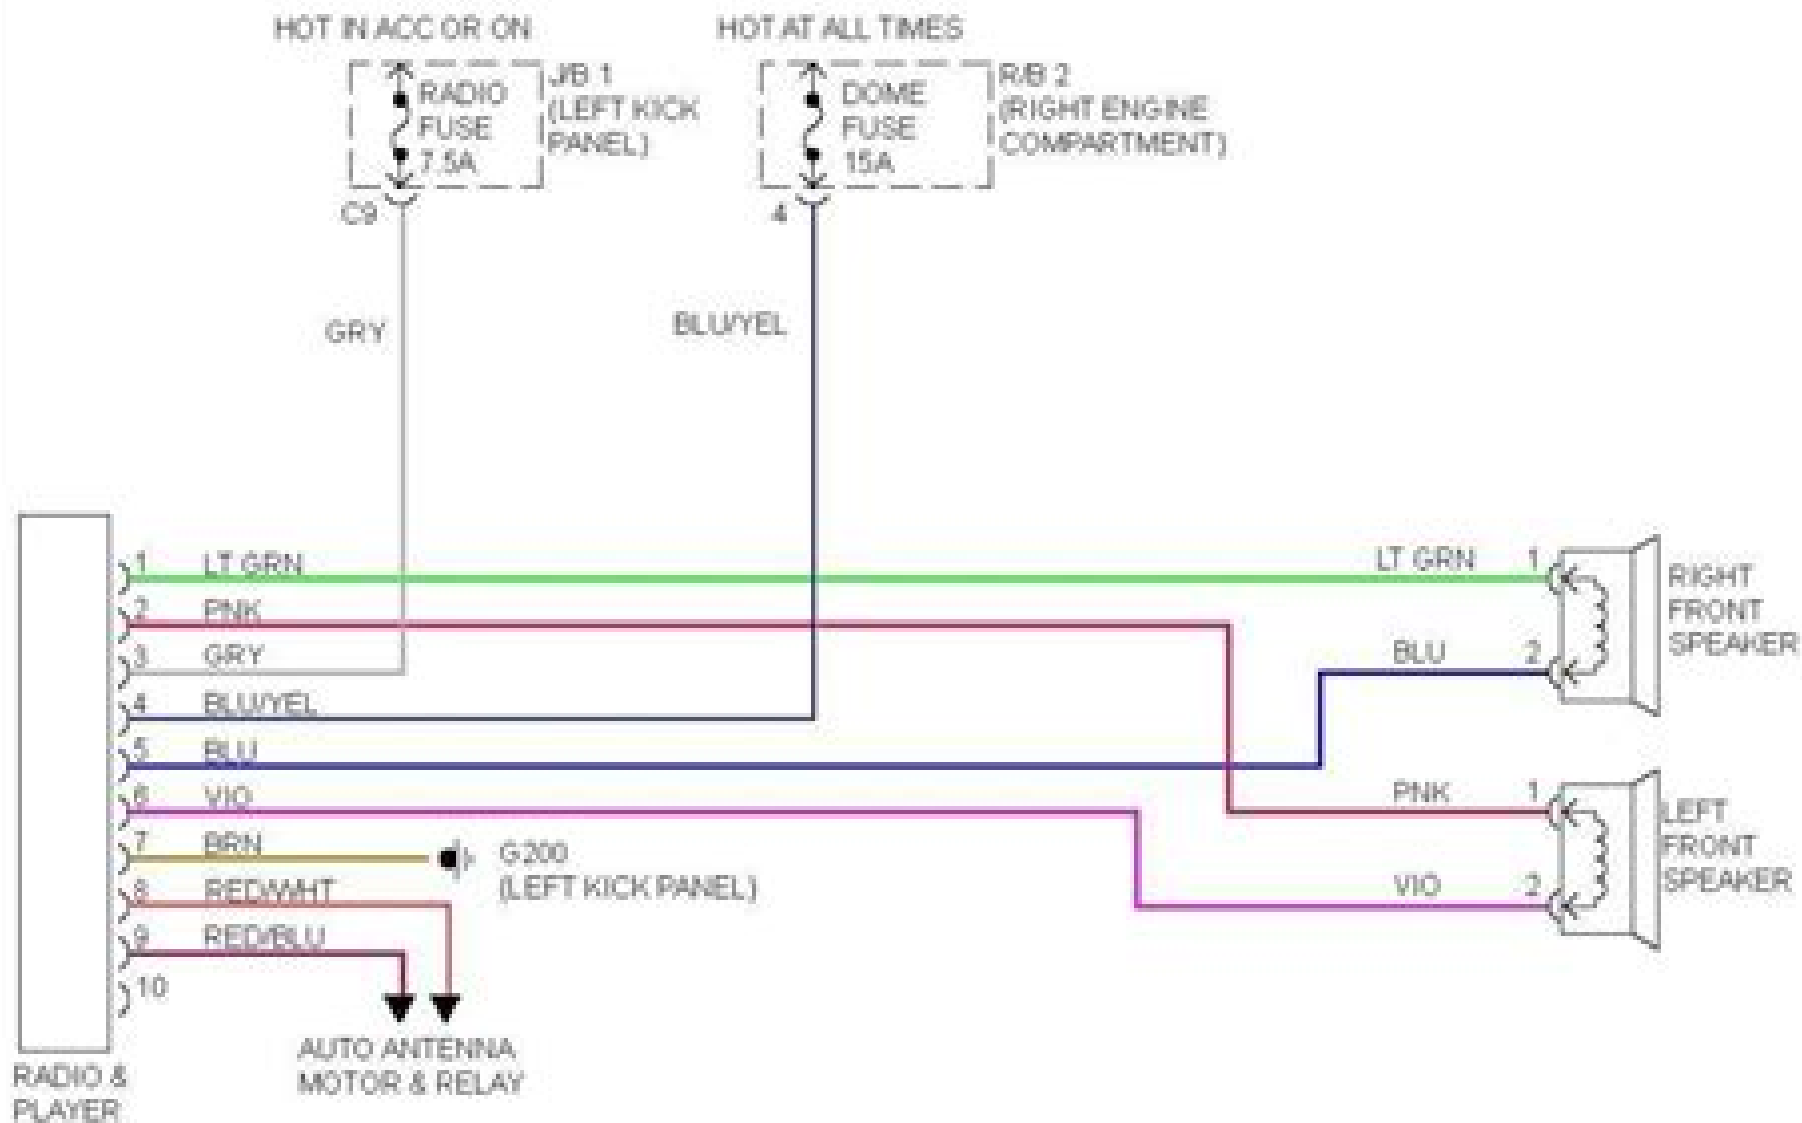 HOT IN ACC OR ON
HOT AT ALL TIMES
RADIO
FUSE
7.5A
J/B 1
(LEFT KICK
PANEL)
DOME
FUSE
15A
R/B 2
(RIGHT ENGINE
COMPARTMENT)
C9
4
GRY
BLU/YEL
1 LT GRN
2 PNK
3 GRY
4 BLU/YEL
5 BLU
6 VIO
7 BRN
8 RED/WHT
9 RED/BLU
10
G200
(LEFT KICK PANEL)
AUTO ANTENNA
MOTOR & RELAY
RADIO &
PLAYER
LT GRN 1
BLU 2
RIGHT
FRONT
SPEAKER
PNK 1
VIO 2
LEFT
FRONT
SPEAKER